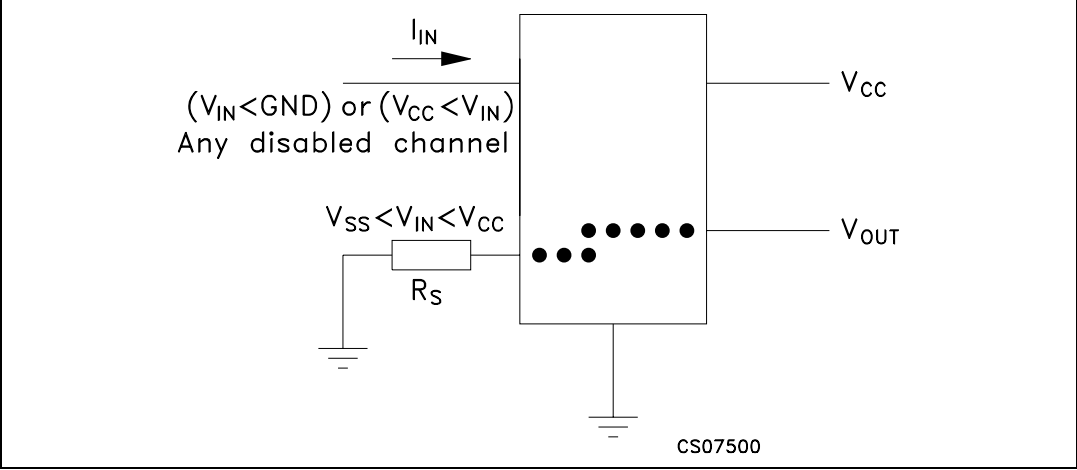 I_IN
V_CC
(V_IN<GND) or (V_CC<V_IN)
Any disabled channel
V_SS<V_IN<V_CC
V_OUT
R_S
CS07500